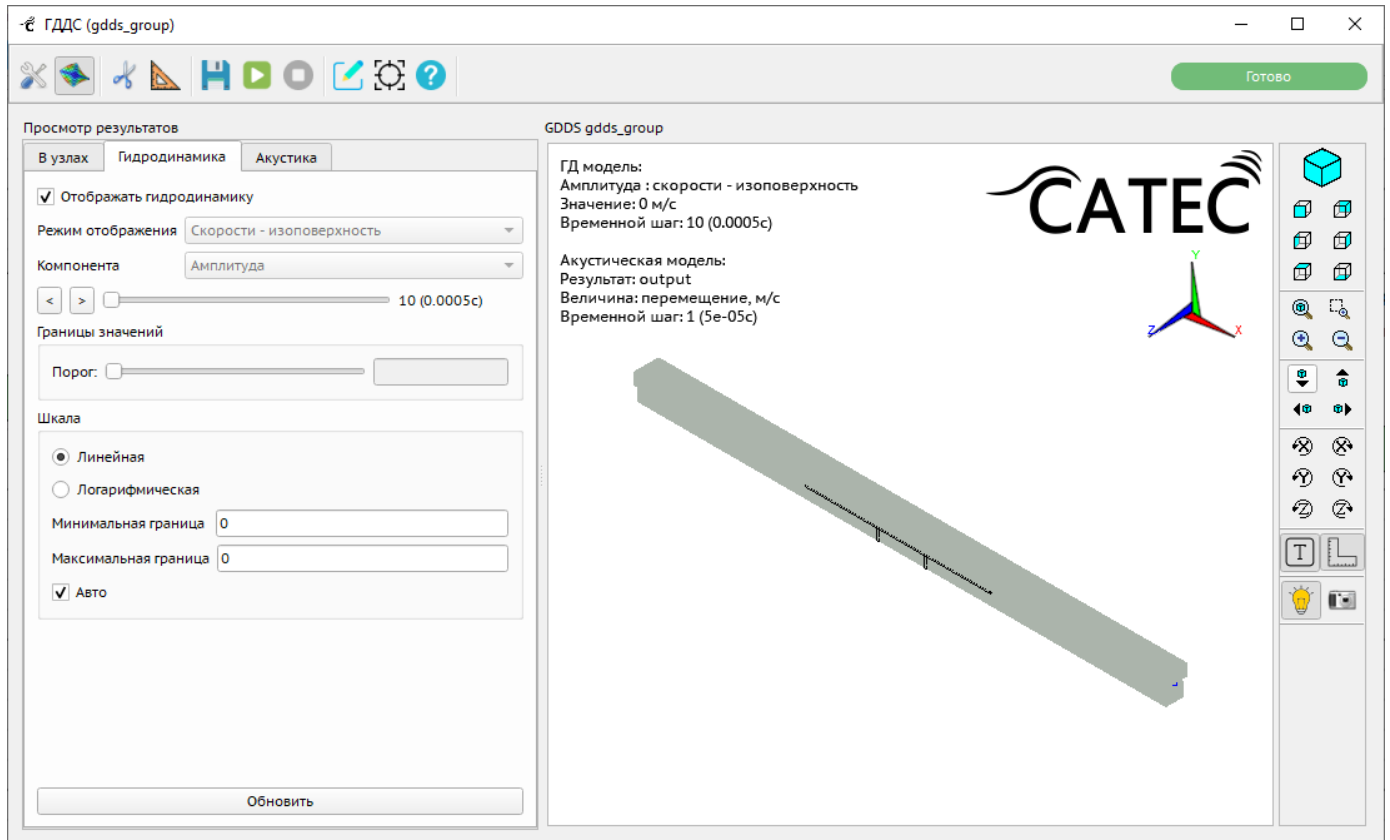 ГДДС (gdds_group)
Готово
Просмотр результатов
В узлах Гидродинамика Акустика
Отображать гидродинамику
Режим отображения Скорости - изоповерхность
Компонента Амплитуда
< > 10 (0.0005с)
Границы значений
Порог:
Шкала
Линейная
Логарифмическая
Минимальная граница 0
Максимальная граница 0
Авто
Обновить
GDDS gdds_group
ГД модель:
Амплитуда : скорости - изоповерхность
Значение: 0 м/с
Временной шаг: 10 (0.0005с)
Акустическая модель:
Результат: output
Величина: перемещение, м/с
Временной шаг: 1 (5e-05с)
CATEC
Y
Z X
X X
Y Y
Z Z
T